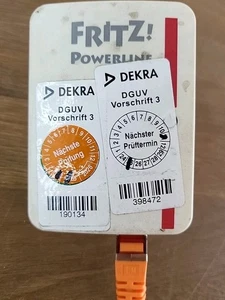 FRITZ!
POWERLINE
DEKRA
DGUV
Vorschrift 3
Nächste
Prüfung
190134
DEKRA
DGUV
Vorschrift 3
Nächster
Prüftermin
398472